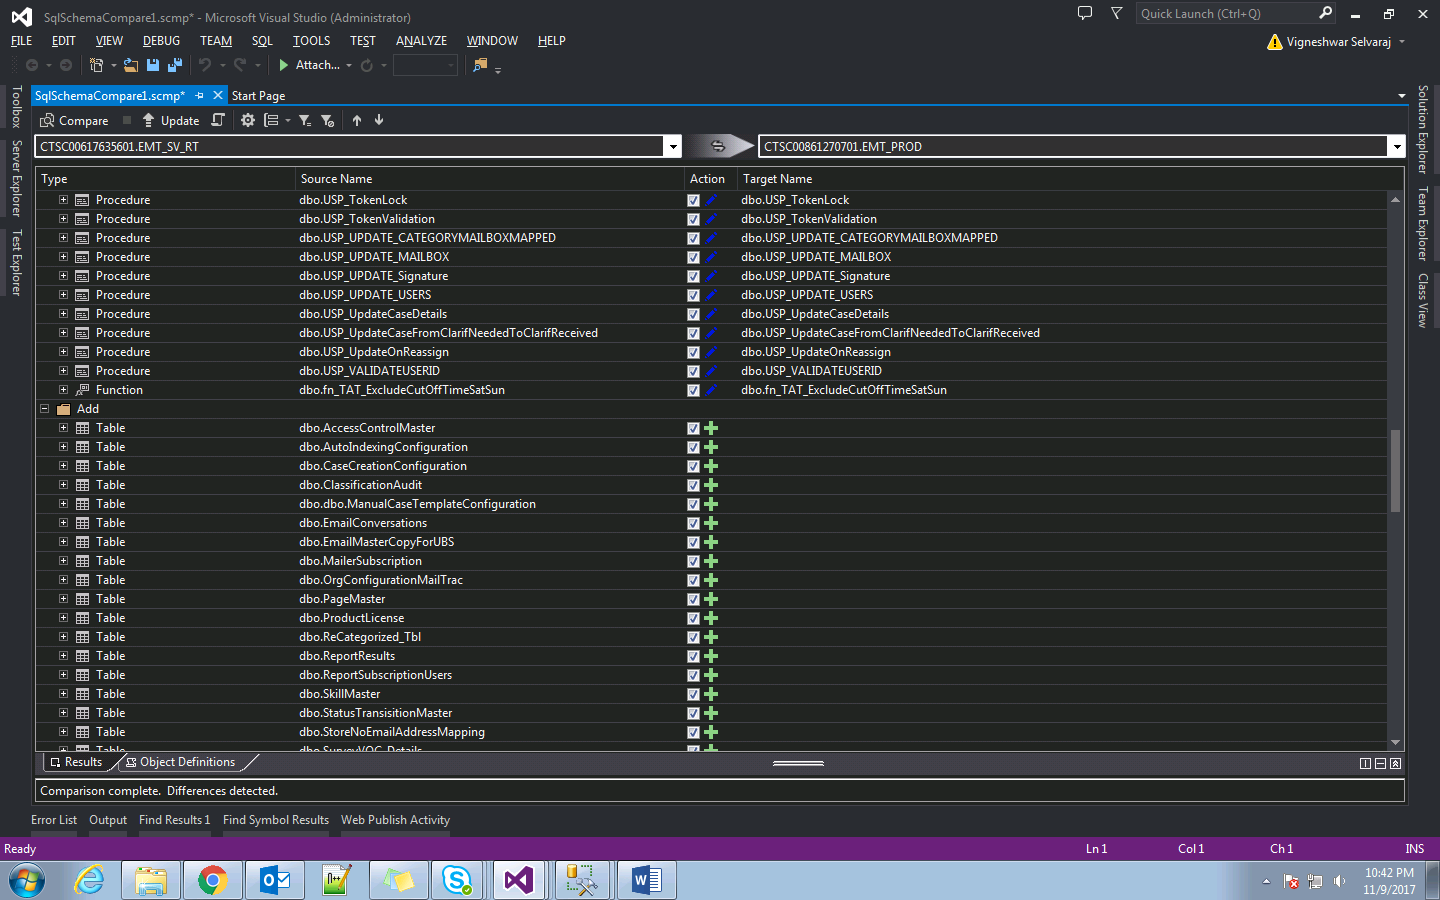 SqlSchemaCompare1.scmp* - Microsoft Visual Studio (Administrator)
Quick Launch (Ctrl+Q)
FILE EDIT VIEW DEBUG TEAM SQL TOOLS TEST ANALYZE WINDOW HELP
Vigneshwar Selvaraj
Attach...
SqlSchemaCompare1.scmp* Start Page
Compare Update
CTSC00617635601.EMT_SV_RT CTSC00861270701.EMT_PROD
Type Source Name Action Target Name
Procedure dbo.USP_TokenLock dbo.USP_TokenLock
Procedure dbo.USP_TokenValidation dbo.USP_TokenValidation
Procedure dbo.USP_UPDATE_CATEGORYMAILBOXMAPPED dbo.USP_UPDATE_CATEGORYMAILBOXMAPPED
Procedure dbo.USP_UPDATE_MAILBOX dbo.USP_UPDATE_MAILBOX
Procedure dbo.USP_UPDATE_Signature dbo.USP_UPDATE_Signature
Procedure dbo.USP_UPDATE_USERS dbo.USP_UPDATE_USERS
Procedure dbo.USP_UpdateCaseDetails dbo.USP_UpdateCaseDetails
Procedure dbo.USP_UpdateCaseFromClarifNeededToClarifReceived dbo.USP_UpdateCaseFromClarifNeededToClarifReceived
Procedure dbo.USP_UpdateOnReassign dbo.USP_UpdateOnReassign
Procedure dbo.USP_VALIDATEUSERID dbo.USP_VALIDATEUSERID
Function dbo.fn_TAT_ExcludeCutOffTimeSatSun dbo.fn_TAT_ExcludeCutOffTimeSatSun
Add
Table dbo.AccessControlMaster
Table dbo.AutoIndexingConfiguration
Table dbo.CaseCreationConfiguration
Table dbo.ClassificationAudit
Table dbo.dbo.ManualCaseTemplateConfiguration
Table dbo.EmailConversations
Table dbo.EmailMasterCopyForUBS
Table dbo.MailerSubscription
Table dbo.OrgConfigurationMailTrac
Table dbo.PageMaster
Table dbo.ProductLicense
Table dbo.ReCategorized_Tbl
Table dbo.ReportResults
Table dbo.ReportSubscriptionUsers
Table dbo.SkillMaster
Table dbo.StatusTransisitionMaster
Table dbo.StoreNoEmailAddressMapping
Table dbo.SurveyVOC_Details
Results Object Definitions
Comparison complete. Differences detected.
Error List Output Find Results 1 Find Symbol Results Web Publish Activity
Ready Ln 1 Col 1 Ch 1 INS
10:42 PM
11/9/2017
Toolbox
Server Explorer
Test Explorer
Solution Explorer
Team Explorer
Class View